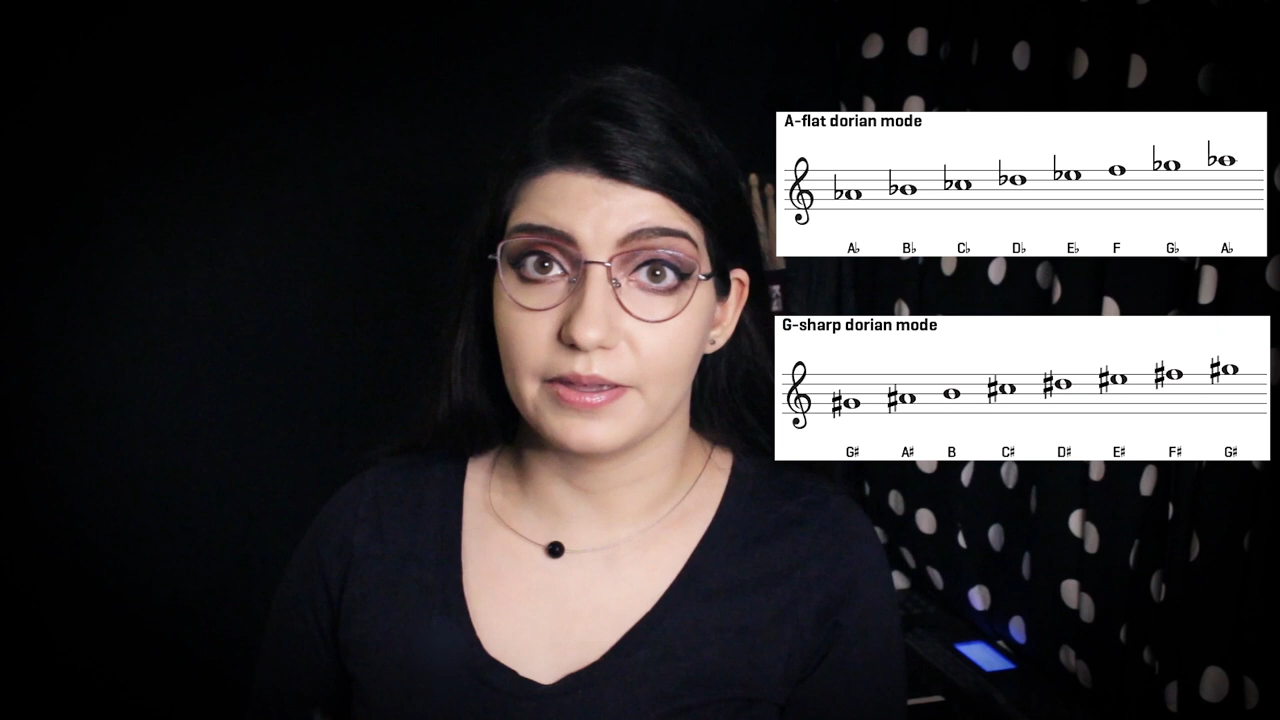 A-flat dorian mode
A♭ B♭ C♭ D♭ E♭ F G♭ A♭
G-sharp dorian mode
G♯ A♯ B C♯ D♯ E♯ F♯ G♯